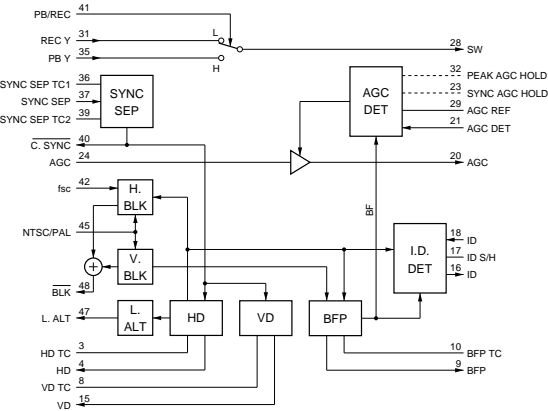 PB/REC 41
REC Y 31
PB Y 35
L
H
28 SW
SYNC SEP TC1 36
SYNC SEP 37
SYNC SEP TC2 39
SYNC
SEP
AGC
DET
32 PEAK AGC HOLD
23 SYNC AGC HOLD
29 AGC REF
21 AGC DET
C. SYNC 40
AGC 24
20 AGC
fsc 42
H.
BLK
NTSC/PAL 45
V.
BLK
+
BLK 48
BF
I.D.
DET
18 ID
17 ID S/H
16 ID
L. ALT 47
L.
ALT
HD
VD
BFP
HD TC 3
HD 4
VD TC 8
VD 15
10 BFP TC
9 BFP